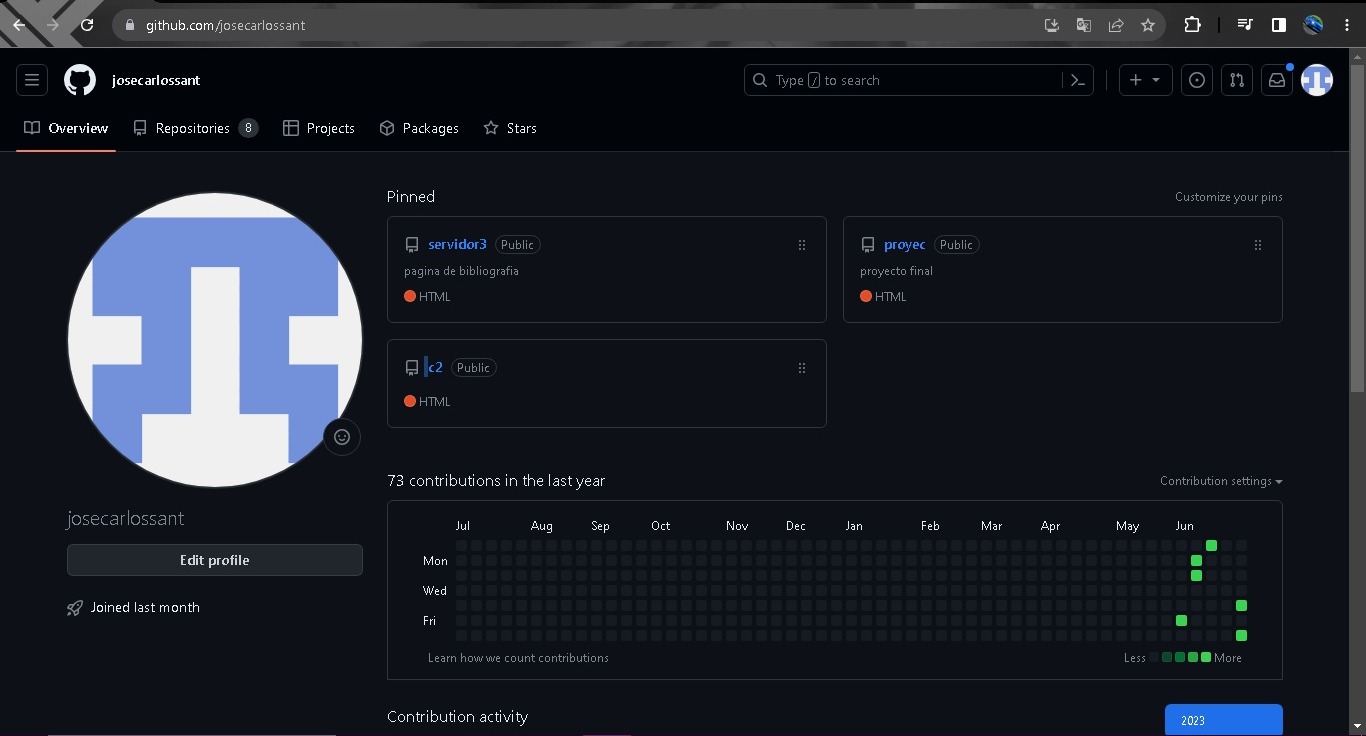 github.com/josecarlossant
josecarlossant
Type / to search
Overview Repositories 8 Projects Packages Stars
Pinned
Customize your pins
servidor3 Public
pagina de bibliografia
HTML
proyec Public
proyecto final
HTML
c2 Public
HTML
josecarlossant
Edit profile
Joined last month
73 contributions in the last year
Contribution settings
Jul Aug Sep Oct Nov Dec Jan Feb Mar Apr May Jun
Mon
Wed
Fri
Learn how we count contributions
Less More
Contribution activity
2023